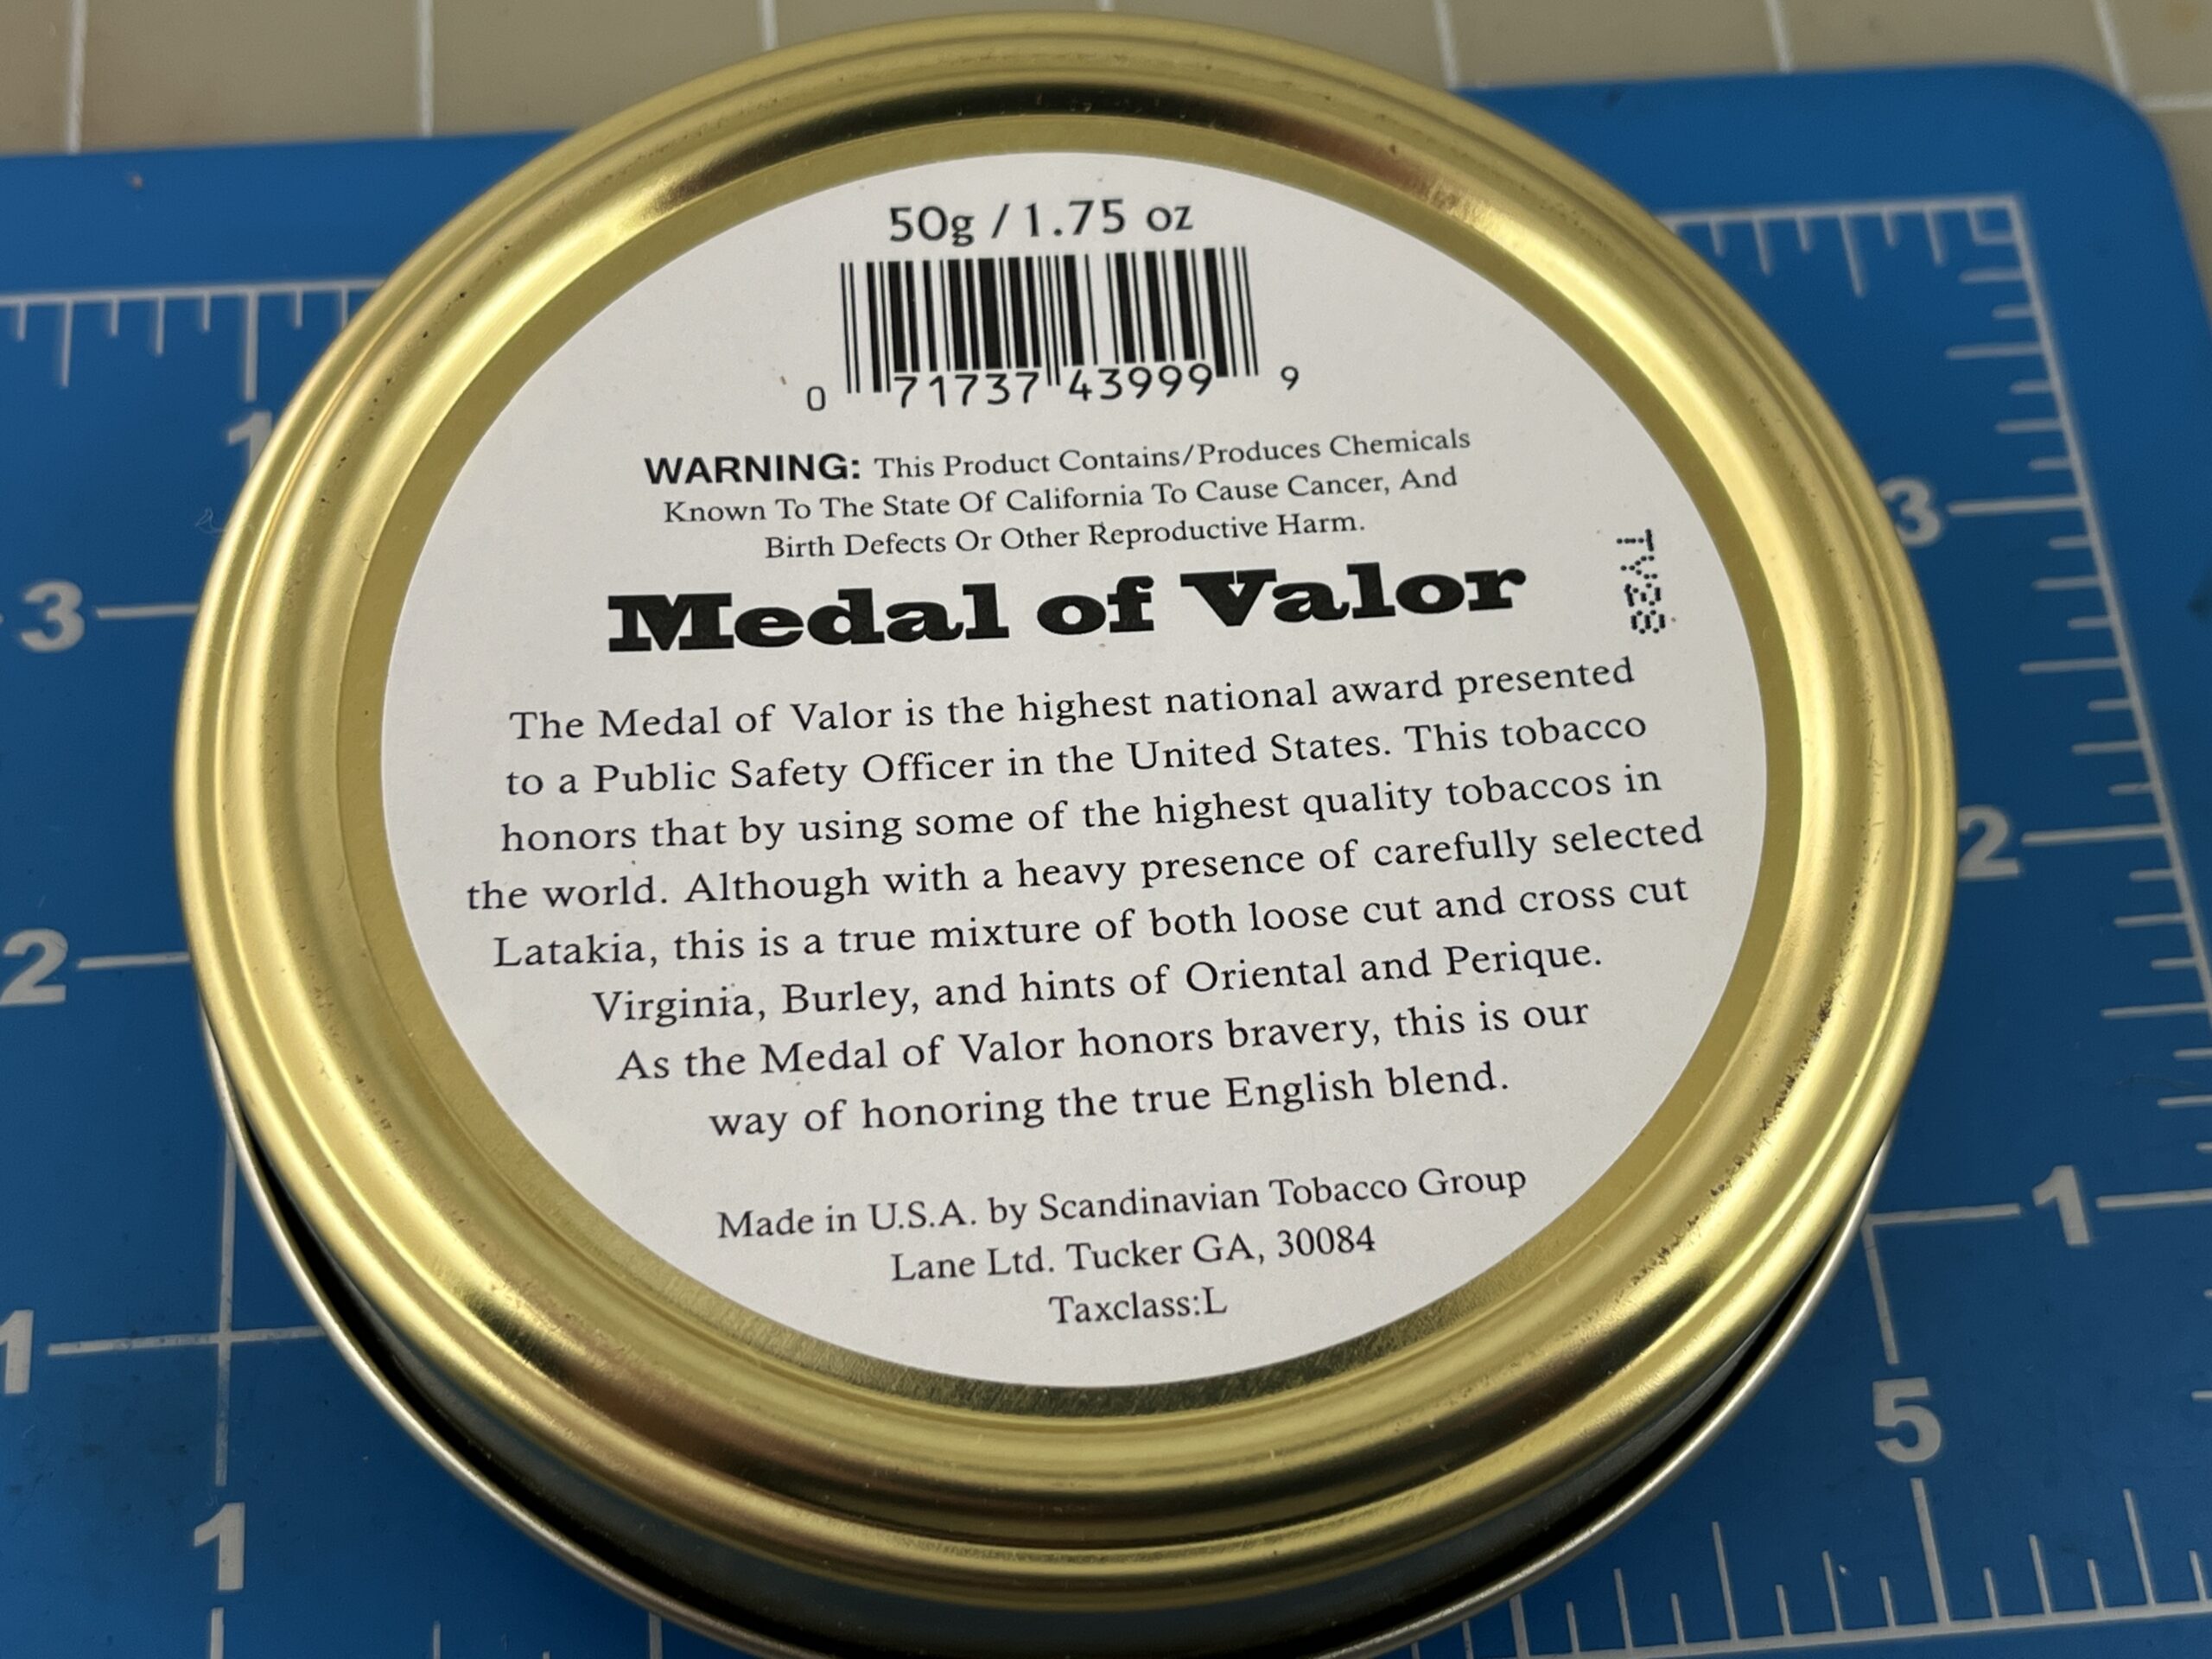 50g / 1.75 oz
0 71737 43999 9
WARNING: This Product Contains/Produces Chemicals
Known To The State Of California To Cause Cancer, And
Birth Defects Or Other Reproductive Harm.
Medal of Valor
The Medal of Valor is the highest national award presented
to a Public Safety Officer in the United States. This tobacco
honors that by using some of the highest quality tobaccos in
the world. Although with a heavy presence of carefully selected
Latakia, this is a true mixture of both loose cut and cross cut
Virginia, Burley, and hints of Oriental and Perique.
As the Medal of Valor honors bravery, this is our
way of honoring the true English blend.
Made in U.S.A. by Scandinavian Tobacco Group
Lane Ltd. Tucker GA, 30084
Taxclass:L
1
3
2
1
1
3
2
1
5